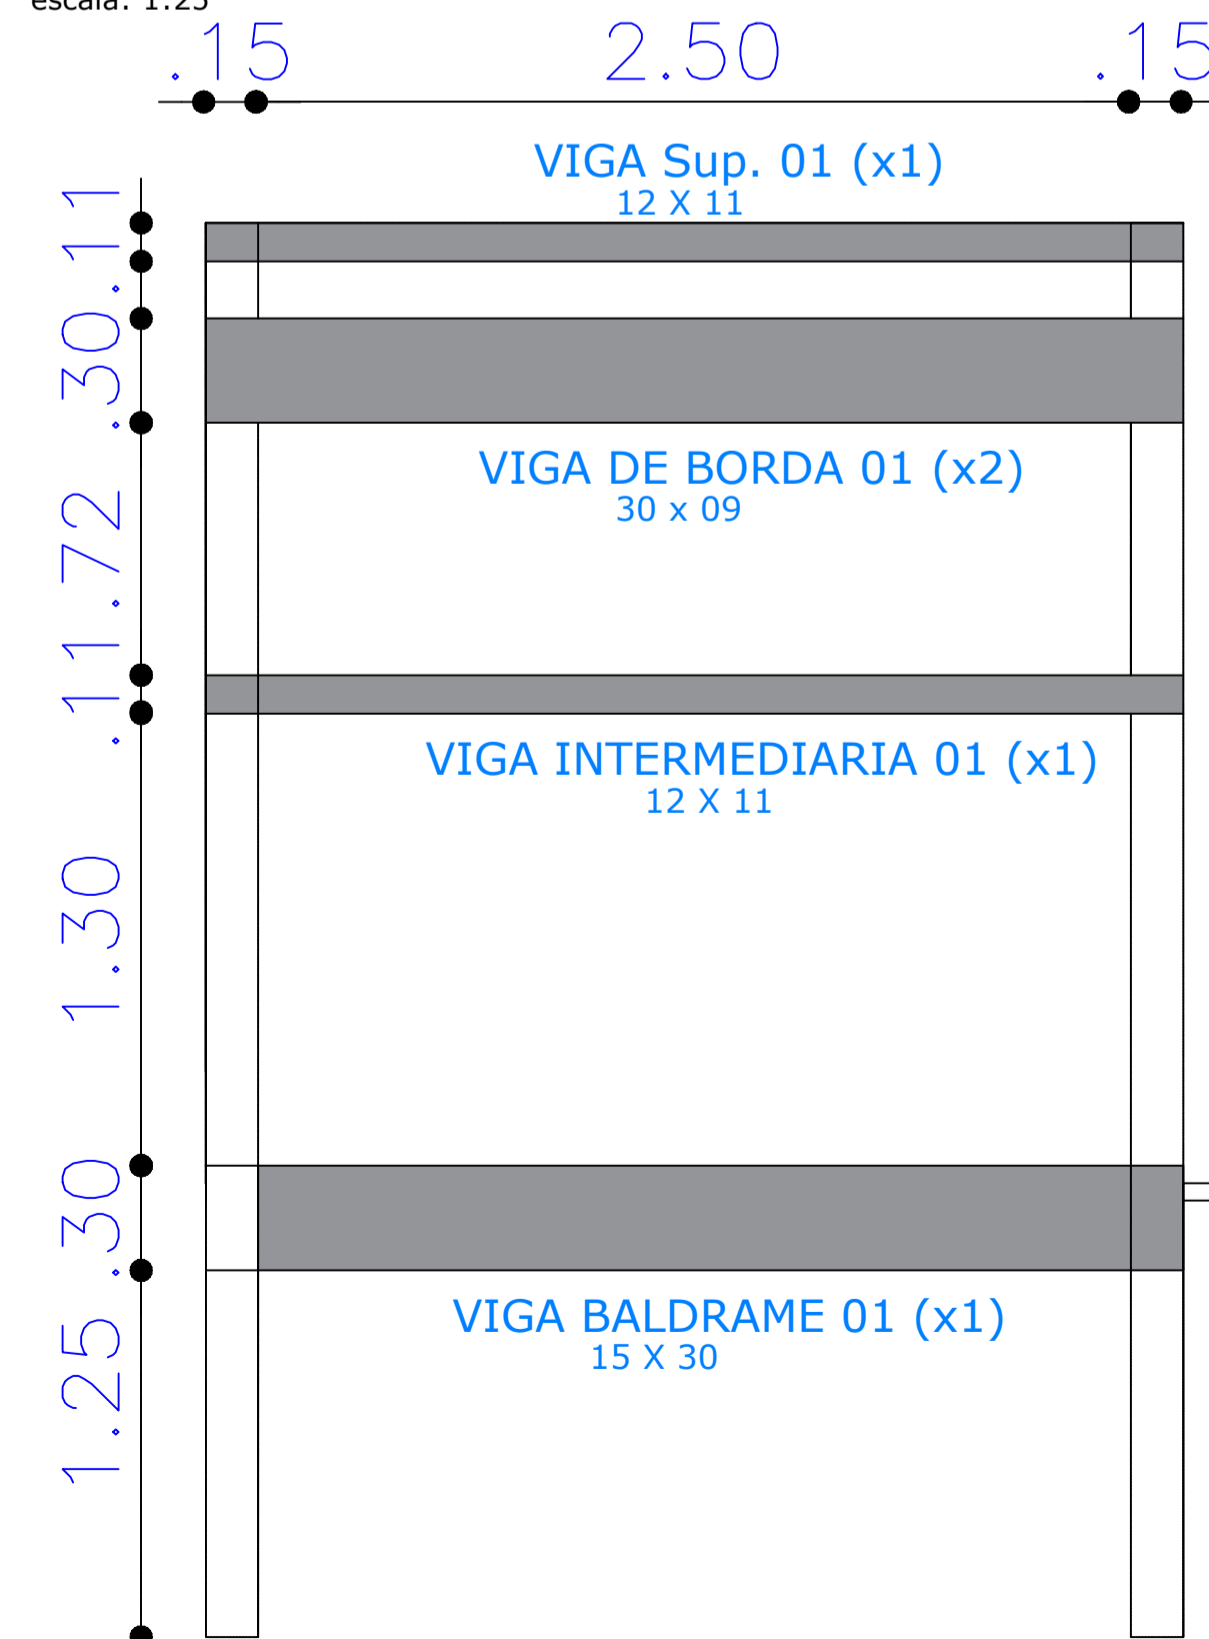 escala: 1:25
.15 2.50 .15
VIGA Sup. 01 (x1)
12 X 11
.11
.30
VIGA DE BORDA 01 (x2)
30 x 09
.72
.11
VIGA INTERMEDIARIA 01 (x1)
12 X 11
1.30
.30
VIGA BALDRAME 01 (x1)
15 X 30
1.25